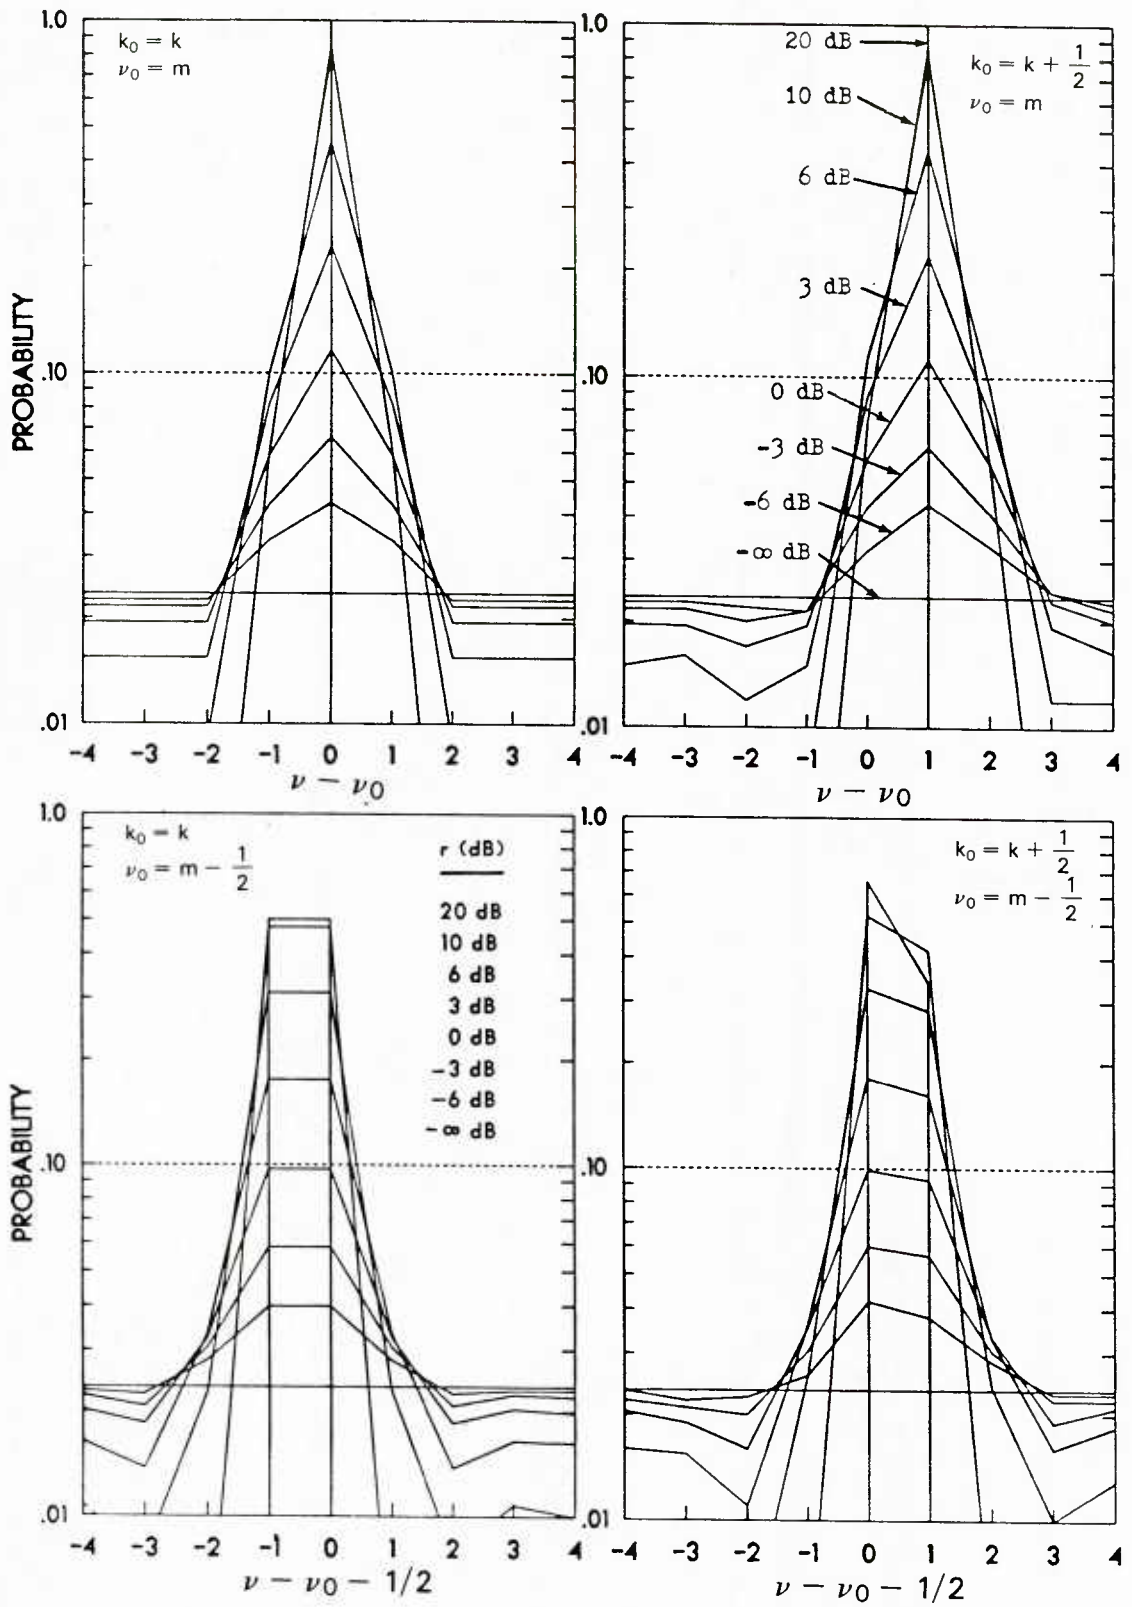 1.0
k₀ = k
ν₀ = m
.10
.01
PROBABILITY
-4 -3 -2 -1 0 1 2 3 4
ν - ν₀
1.0
20 dB
10 dB
6 dB
3 dB
0 dB
-3 dB
-6 dB
-∞ dB
k₀ = k + 1/2
ν₀ = m
.10
.01
-4 -3 -2 -1 0 1 2 3 4
ν - ν₀
1.0
k₀ = k
ν₀ = m - 1/2
r (dB)
20 dB
10 dB
6 dB
3 dB
0 dB
-3 dB
-6 dB
-∞ dB
.10
.01
PROBABILITY
-4 -3 -2 -1 0 1 2 3 4
ν - ν₀ - 1/2
1.0
k₀ = k + 1/2
ν₀ = m - 1/2
.10
.01
-4 -3 -2 -1 0 1 2 3 4
ν - ν₀ - 1/2